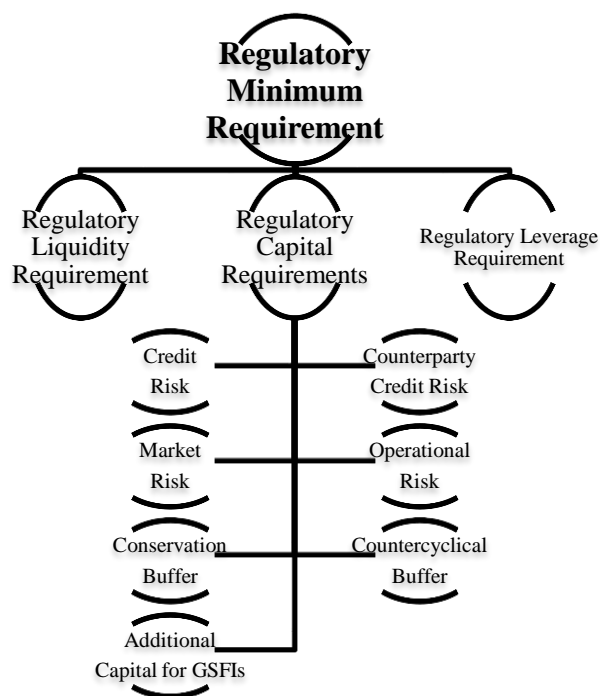 Regulatory
Minimum
Requirement
Regulatory
Liquidity
Requirement
Regulatory
Capital
Requirements
Regulatory Leverage
Requirement
Credit
Risk
Counterparty
Credit Risk
Market
Risk
Operational
Risk
Conservation
Buffer
Countercyclical
Buffer
Additional
Capital for GSFIs